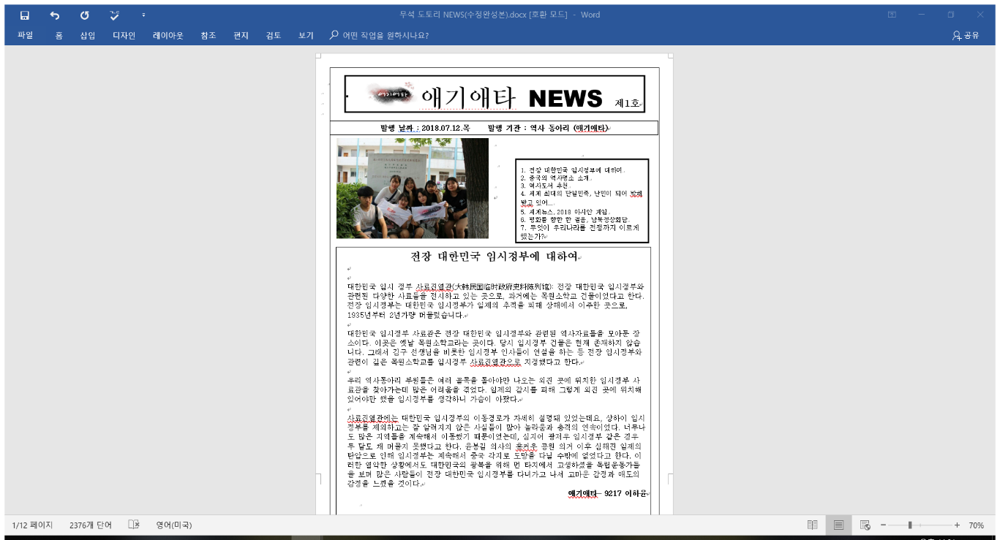 무석 도토리 NEWS(수정완성본).docx [호환 모드] - Word
파일 홈 삽입 디자인 레이아웃 참조 편지 검토 보기 어떤 작업을 원하시나요? 공유
애기애타 애기애타 NEWS 제1호
발행 날짜 : 2018.07.12.목 발행 기관 : 역사 동아리 (애기애타)
1. 전장 대한민국 임시정부에 대하여.
2. 중국의 역사명소 소개.
3. 역사도서 추천.
4. 세계 최대의 단일민족, 난민이 되어 박해
받고 있어....
5. 세계뉴스,2018 아시안 게임.
6. 평화를 향한 한 걸음, 남북정상회담.
7. 무엇이 우리나라를 전쟁까지 이르게
했는가?
전장 대한민국 임시정부에 대하여
대한민국 임시 정부 사료진열관(大韩民国临时政府史料陈列馆): 전장 대한민국 임시정부와
관련된 다양한 사료들을 전시하고 있는 곳으로, 과거에는 목원소학교 건물이었다고 한다.
전장 임시정부는 대한민국 임시정부가 일제의 추적을 피해 상해에서 이주한 곳으로,
1935년부터 2년가량 머물렀습니다.
대한민국 임시정부 사료관은 전장 대한민국 임시정부와 관련된 역사자료들을 모아둔 장
소이다. 이곳은 옛날 목원소학교라는 곳이다. 당시 임시정부 건물은 현재 존재하지 않습
니다. 그래서 김구 선생님을 비롯한 임시정부 인사들이 연설을 하는 등 전장 임시정부와
관련이 깊은 목원소학교를 임시정부 사료진열관으로 지정했다고 한다.
우리 역사동아리 부원들은 여러 골목을 돌아야만 나오는 외진 곳에 위치한 임시정부 사
료관을 찾아가는데 많은 어려움을 겪었다. 일제의 감시를 피해 그렇게 외진 곳에 위치해
있어야만 했을 임시정부를 생각하니 가슴이 아팠다.
사료진열관에는 대한민국 임시정부의 이동경로가 자세히 설명돼 있었는데요, 상하이 임시
정부를 제외하고는 잘 알려지지 않은 사실들이 많아 놀라움과 충격의 연속이었다. 너무나
도 많은 지역들을 계속해서 이동했기 때문이었는데, 심지어 광저우 임시정부 같은 경우
두 달도 채 머물지 못했다고 한다. 윤봉길 의사의 홍커우 공원 의거 이후 심해진 일제의
탄압으로 인해 임시정부는 계속해서 중국 각지로 도망을 다닐 수밖에 없었다고 한다. 이
러한 열악한 상황에서도 대한민국의 광복을 위해 먼 타지에서 고생하셨을 독립운동가들
을 보며 많은 사람들이 전장 대한민국 임시정부를 다녀가고 나서 고마운 감정과 애도의
감정을 느꼈을 것이다.
애기애타- 9217 이하윤
1/12 페이지 2376개 단어 영어(미국) 70%